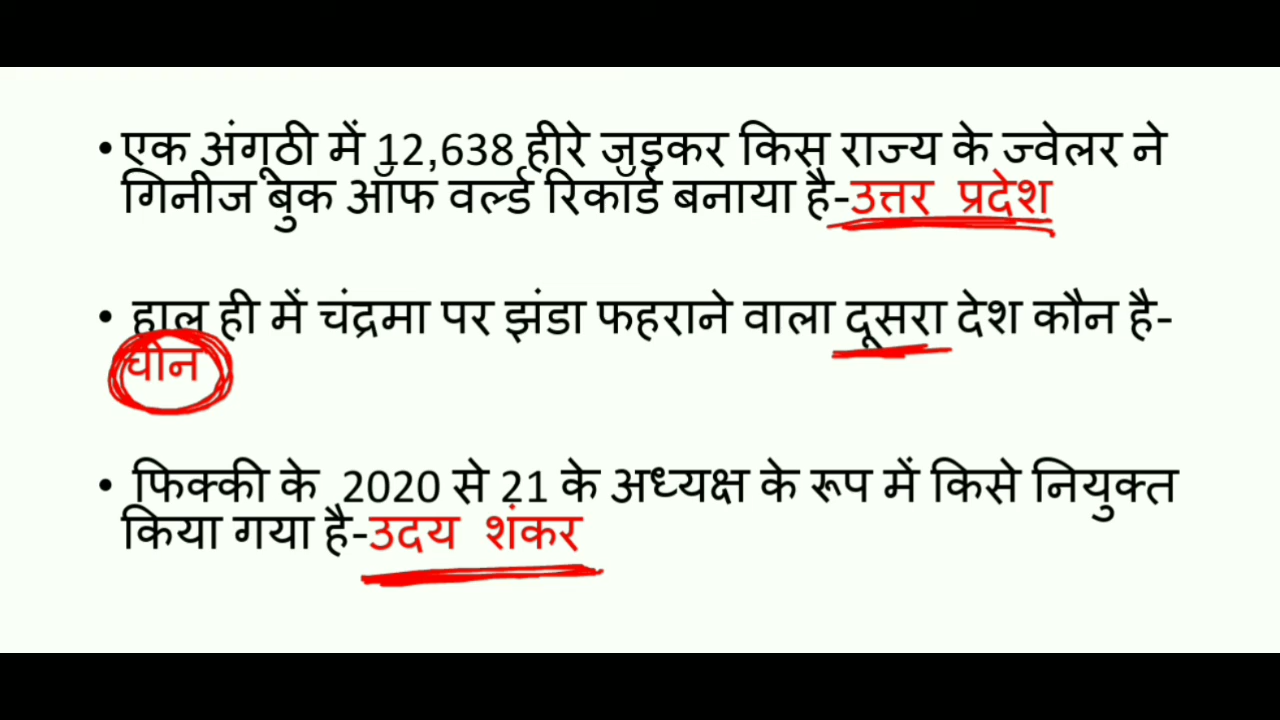 • एक अंगूठी में 12,638 हीरे जुड़कर किस राज्य के ज्वेलर ने
गिनीज बुक ऑफ वर्ल्ड रिकॉर्ड बनाया है-उत्तर प्रदेश
• हाल ही में चंद्रमा पर झंडा फहराने वाला दूसरा देश कौन है-
चीन
• फिक्की के 2020 से 21 के अध्यक्ष के रूप में किसे नियुक्त
किया गया है-उदय शंकर